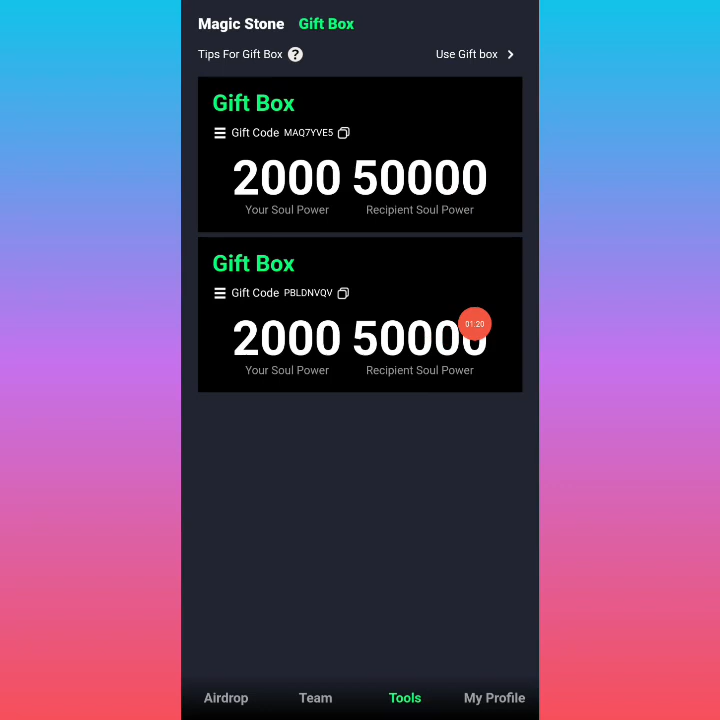 Magic Stone Gift Box
Tips For Gift Box ? Use Gift box
Gift Box
Gift Code MAQ7YVE5
2000 50000
Your Soul Power Recipient Soul Power
Gift Box
Gift Code PBLDNVQV
2000 50000
01:20
Your Soul Power Recipient Soul Power
Airdrop Team Tools My Profile